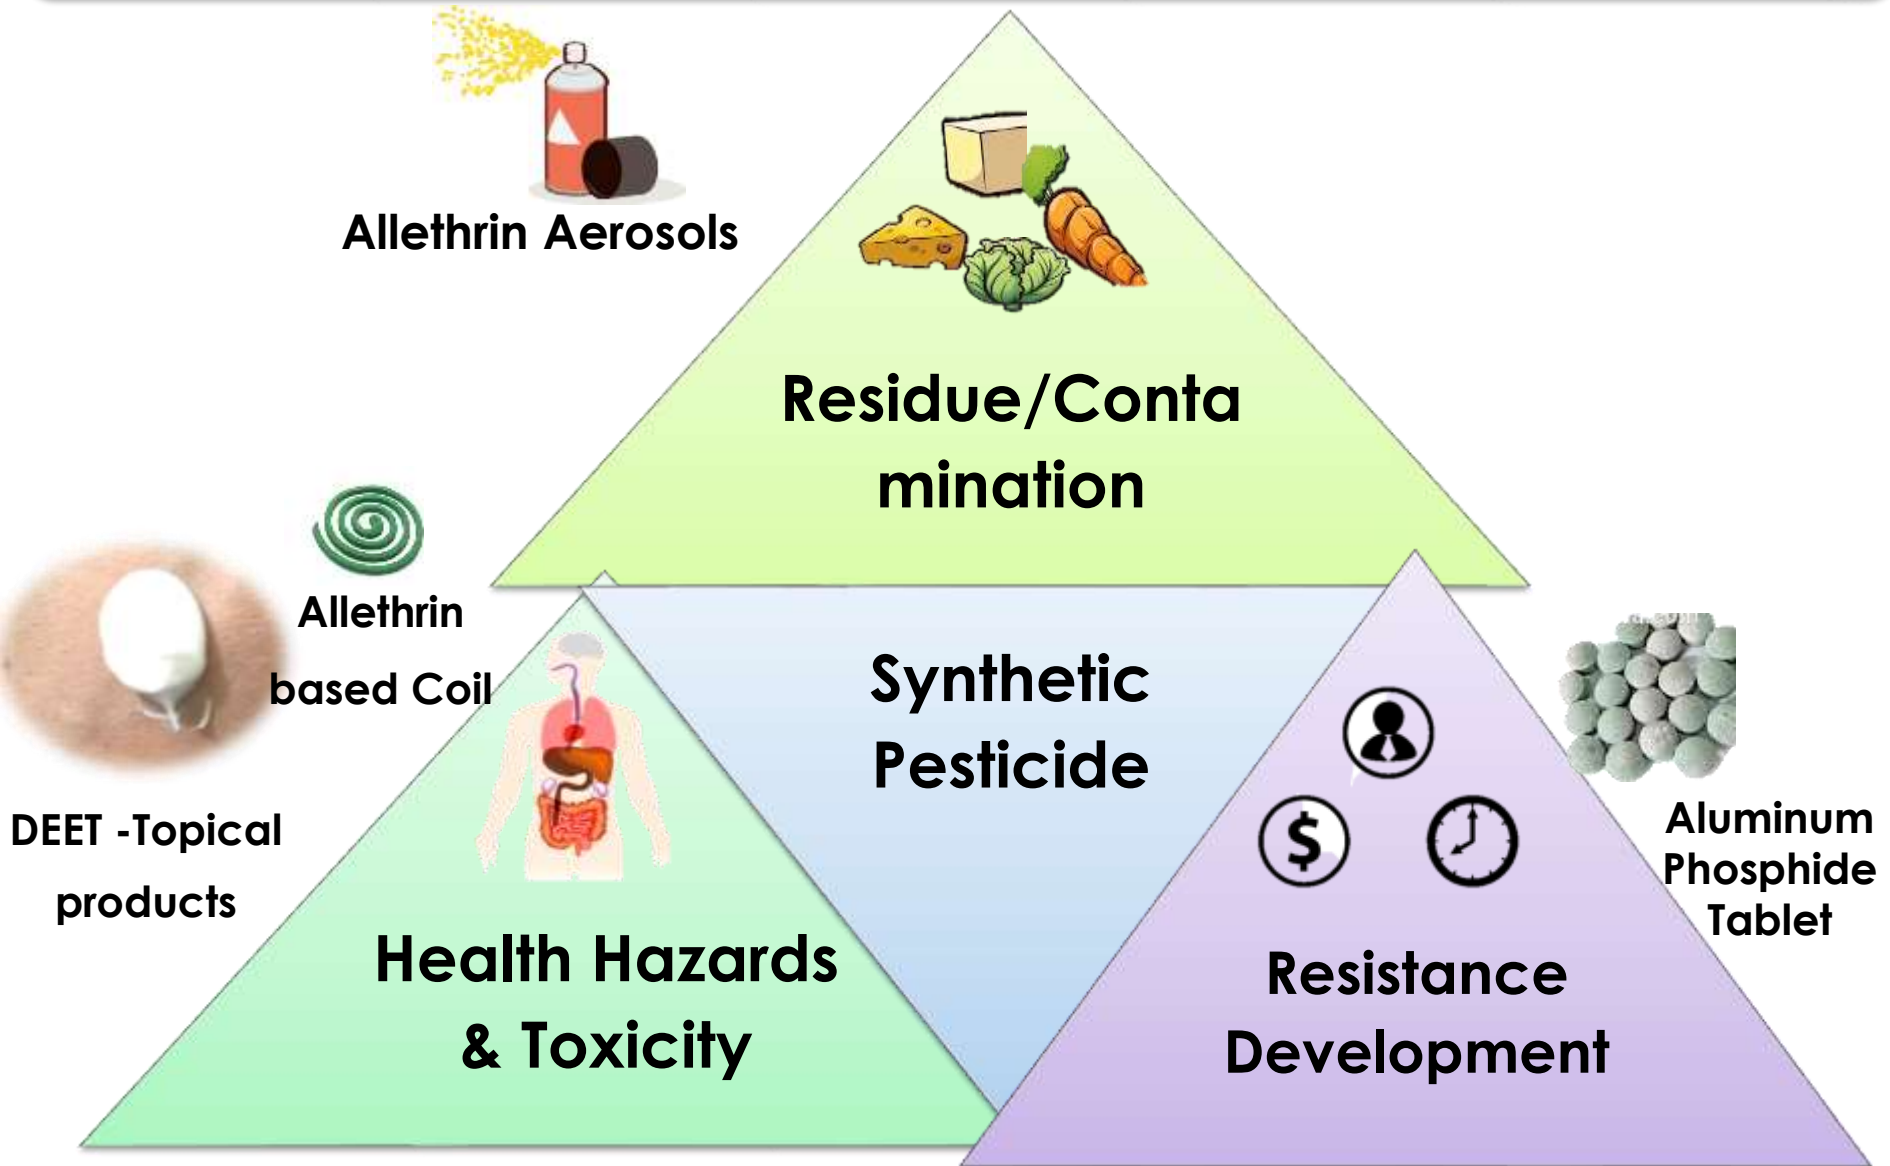 Allethrin Aerosols
Residue/Conta
mination
Allethrin
based Coil
DEET -Topical
products
Synthetic
Pesticide
Health Hazards
& Toxicity
Resistance
Development
$
Aluminum
Phosphide
Tablet